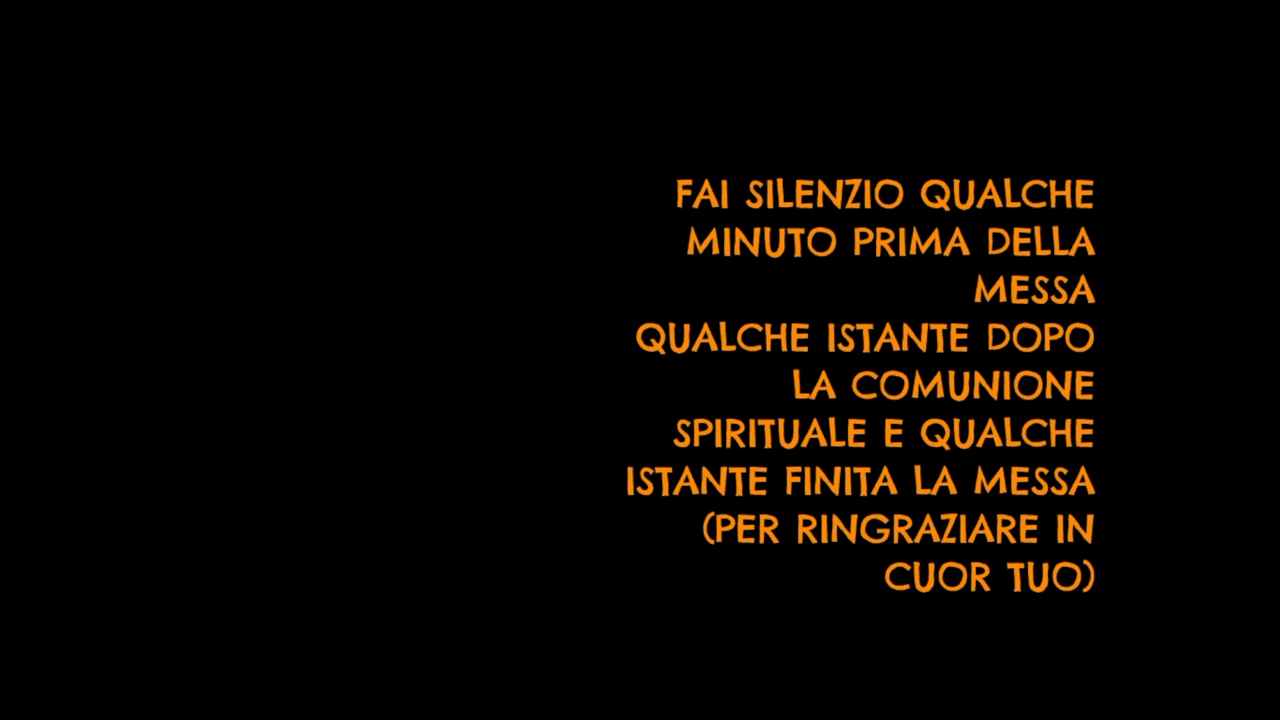 FAI SILENZIO QUALCHE
MINUTO PRIMA DELLA
MESSA
QUALCHE ISTANTE DOPO
LA COMUNIONE
SPIRITUALE E QUALCHE
ISTANTE FINITA LA MESSA
(PER RINGRAZIARE IN
CUOR TUO)